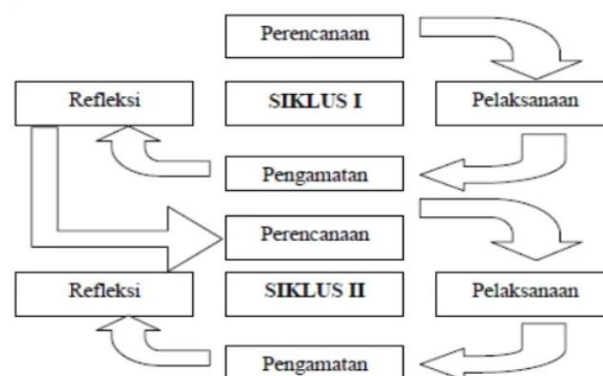 Perencanaan
Refleksi
SIKLUS I
Pelaksanaan
Pengamatan
Perencanaan
Refleksi
SIKLUS II
Pelaksanaan
Pengamatan